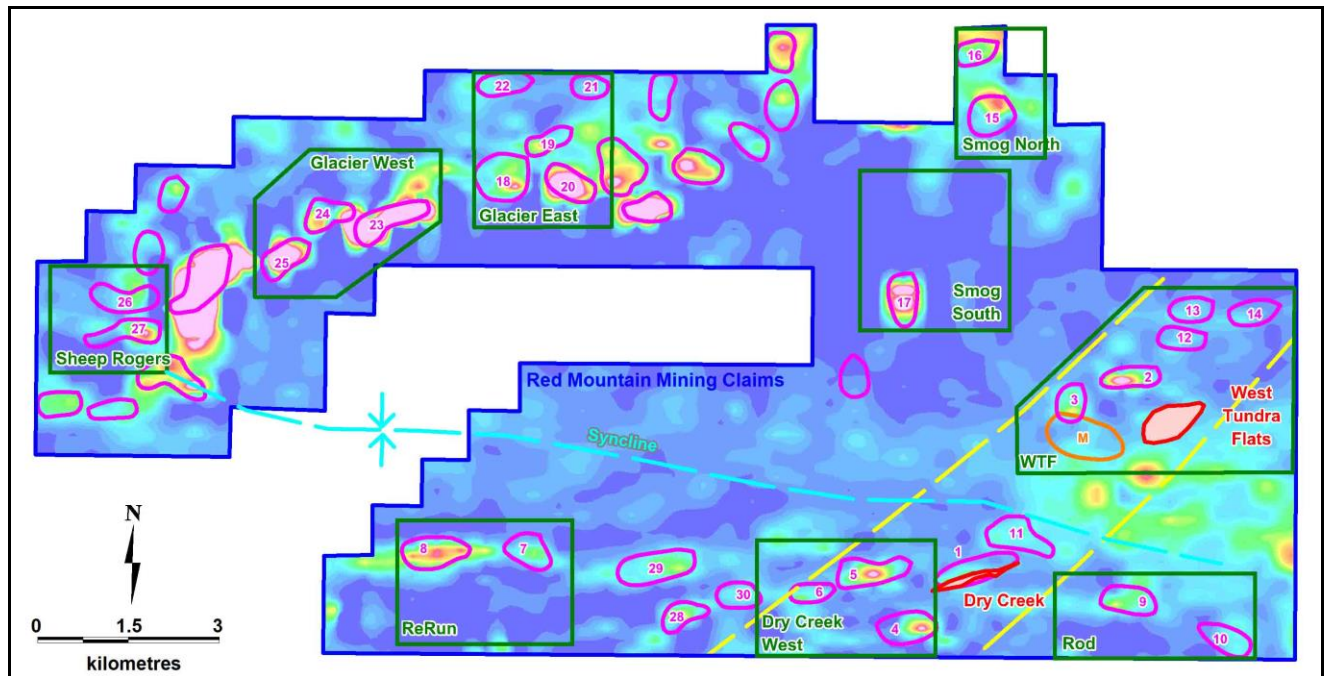 16
15
Smog North
22
21
19
18
20
Glacier East
Glacier West
24
23
25
26
27
Sheep Rogers
17
Smog
South
13
14
12
2
3
M
West
Tundra
Flats
WTF
Red Mountain Mining Claims
Syncline
N
0 1.5 3
kilometres
8
7
ReRun
29
28
30
5
6
4
Dry Creek
West
1
11
Dry Creek
9
10
Rod